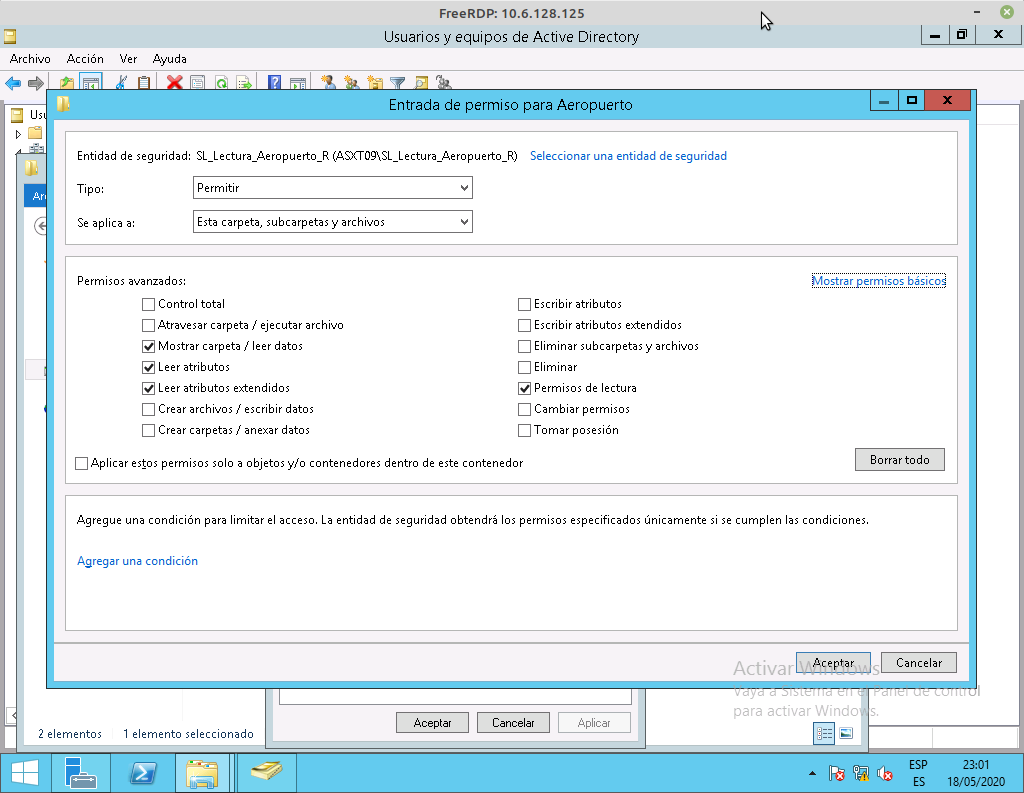 FreeRDP: 10.6.128.125
Usuarios y equipos de Active Directory
Archivo Acción Ver Ayuda
Entrada de permiso para Aeropuerto
Entidad de seguridad: SL_Lectura_Aeropuerto_R (ASXT09\SL_Lectura_Aeropuerto_R) Seleccionar una entidad de seguridad
Tipo: Permitir
Se aplica a: Esta carpeta, subcarpetas y archivos
Permisos avanzados: Mostrar permisos básicos
Control total Escribir atributos
Atravesar carpeta / ejecutar archivo Escribir atributos extendidos
Mostrar carpeta / leer datos Eliminar subcarpetas y archivos
Leer atributos Eliminar
Leer atributos extendidos Permisos de lectura
Crear archivos / escribir datos Cambiar permisos
Crear carpetas / anexar datos Tomar posesión
Aplicar estos permisos solo a objetos y/o contenedores dentro de este contenedor Borrar todo
Agregue una condición para limitar el acceso. La entidad de seguridad obtendrá los permisos especificados únicamente si se cumplen las condiciones.
Agregar una condición
Aceptar Cancelar
Activar Windows
Vaya a Sistema en el Panel de control
para activar Windows.
Aceptar Cancelar Aplicar
2 elementos 1 elemento seleccionado
ESP 23:01
ES 18/05/2020